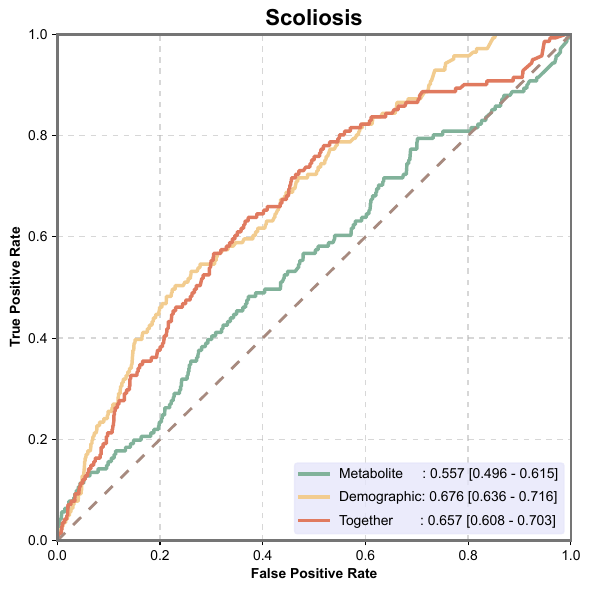 Scoliosis
True Positive Rate
1.0
0.8
0.6
0.4
0.2
0.0
Metabolite : 0.557 [0.496 - 0.615]
Demographic: 0.676 [0.636 - 0.716]
Together : 0.657 [0.608 - 0.703]
0.0 0.2 0.4 0.6 0.8 1.0
False Positive Rate